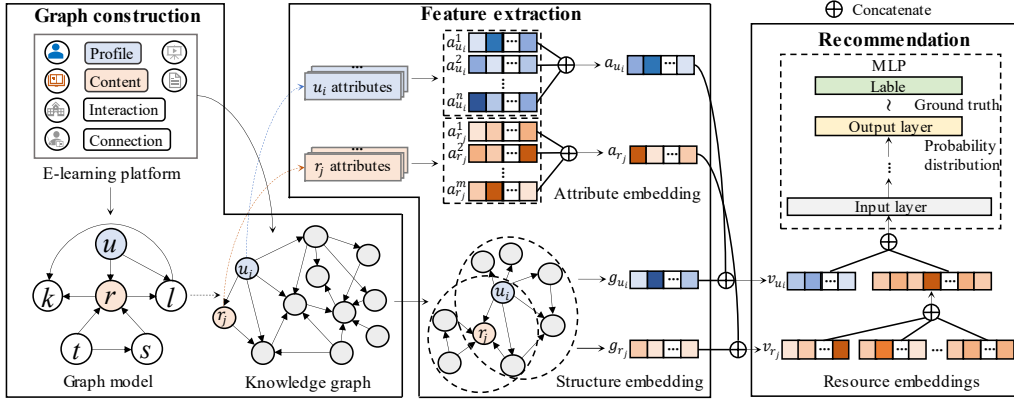 Graph construction
Profile
Content
Interaction
Connection
E-learning platform
u
k
r
l
t
s
Graph model
u_i
r_j
Knowledge graph
Feature extraction
u_i attributes
r_j attributes
a_{u_i}^1
a_{u_i}^2
a_{u_i}^n
a_{r_j}^1
a_{r_j}^2
a_{r_j}^m
a_{u_i}
a_{r_j}
Attribute embedding
u_i
r_j
g_{u_i}
g_{r_j}
Structure embedding
Concatenate
Recommendation
MLP
Lable
Ground truth
Output layer
Probability
distribution
Input layer
v_{u_i}
v_{r_j}
Resource embeddings